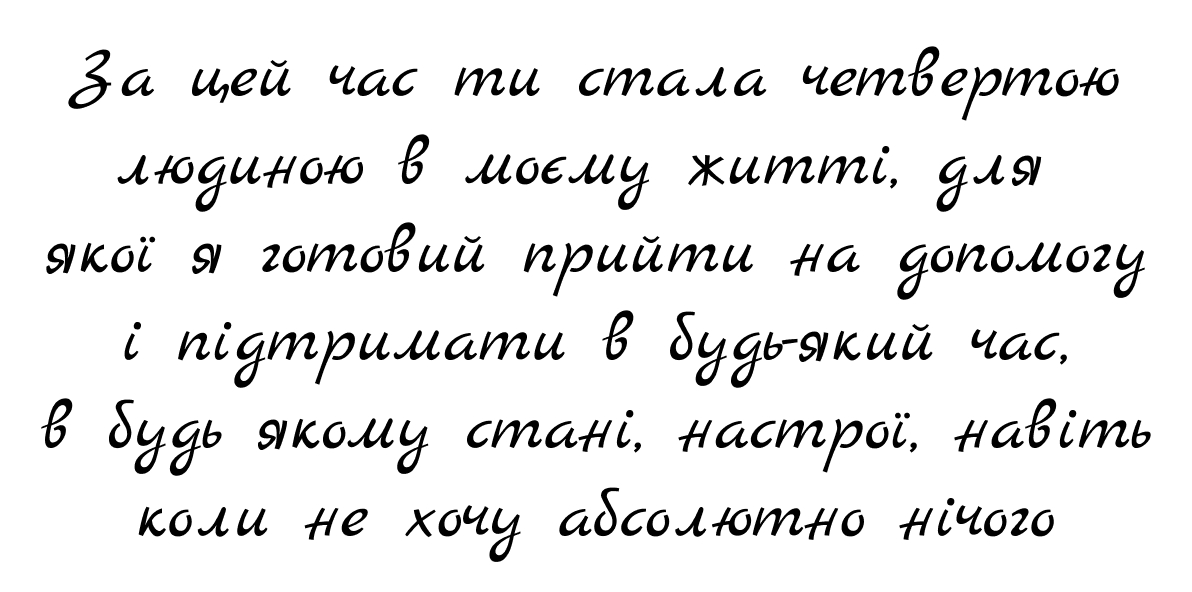 За цей час ти стала четвертою
людиною в моєму житті, для
якої я готовий прийти на допомогу
і підтримати в будь-який час,
в будь якому стані, настрої, навіть
коли не хочу абсолютно нічого